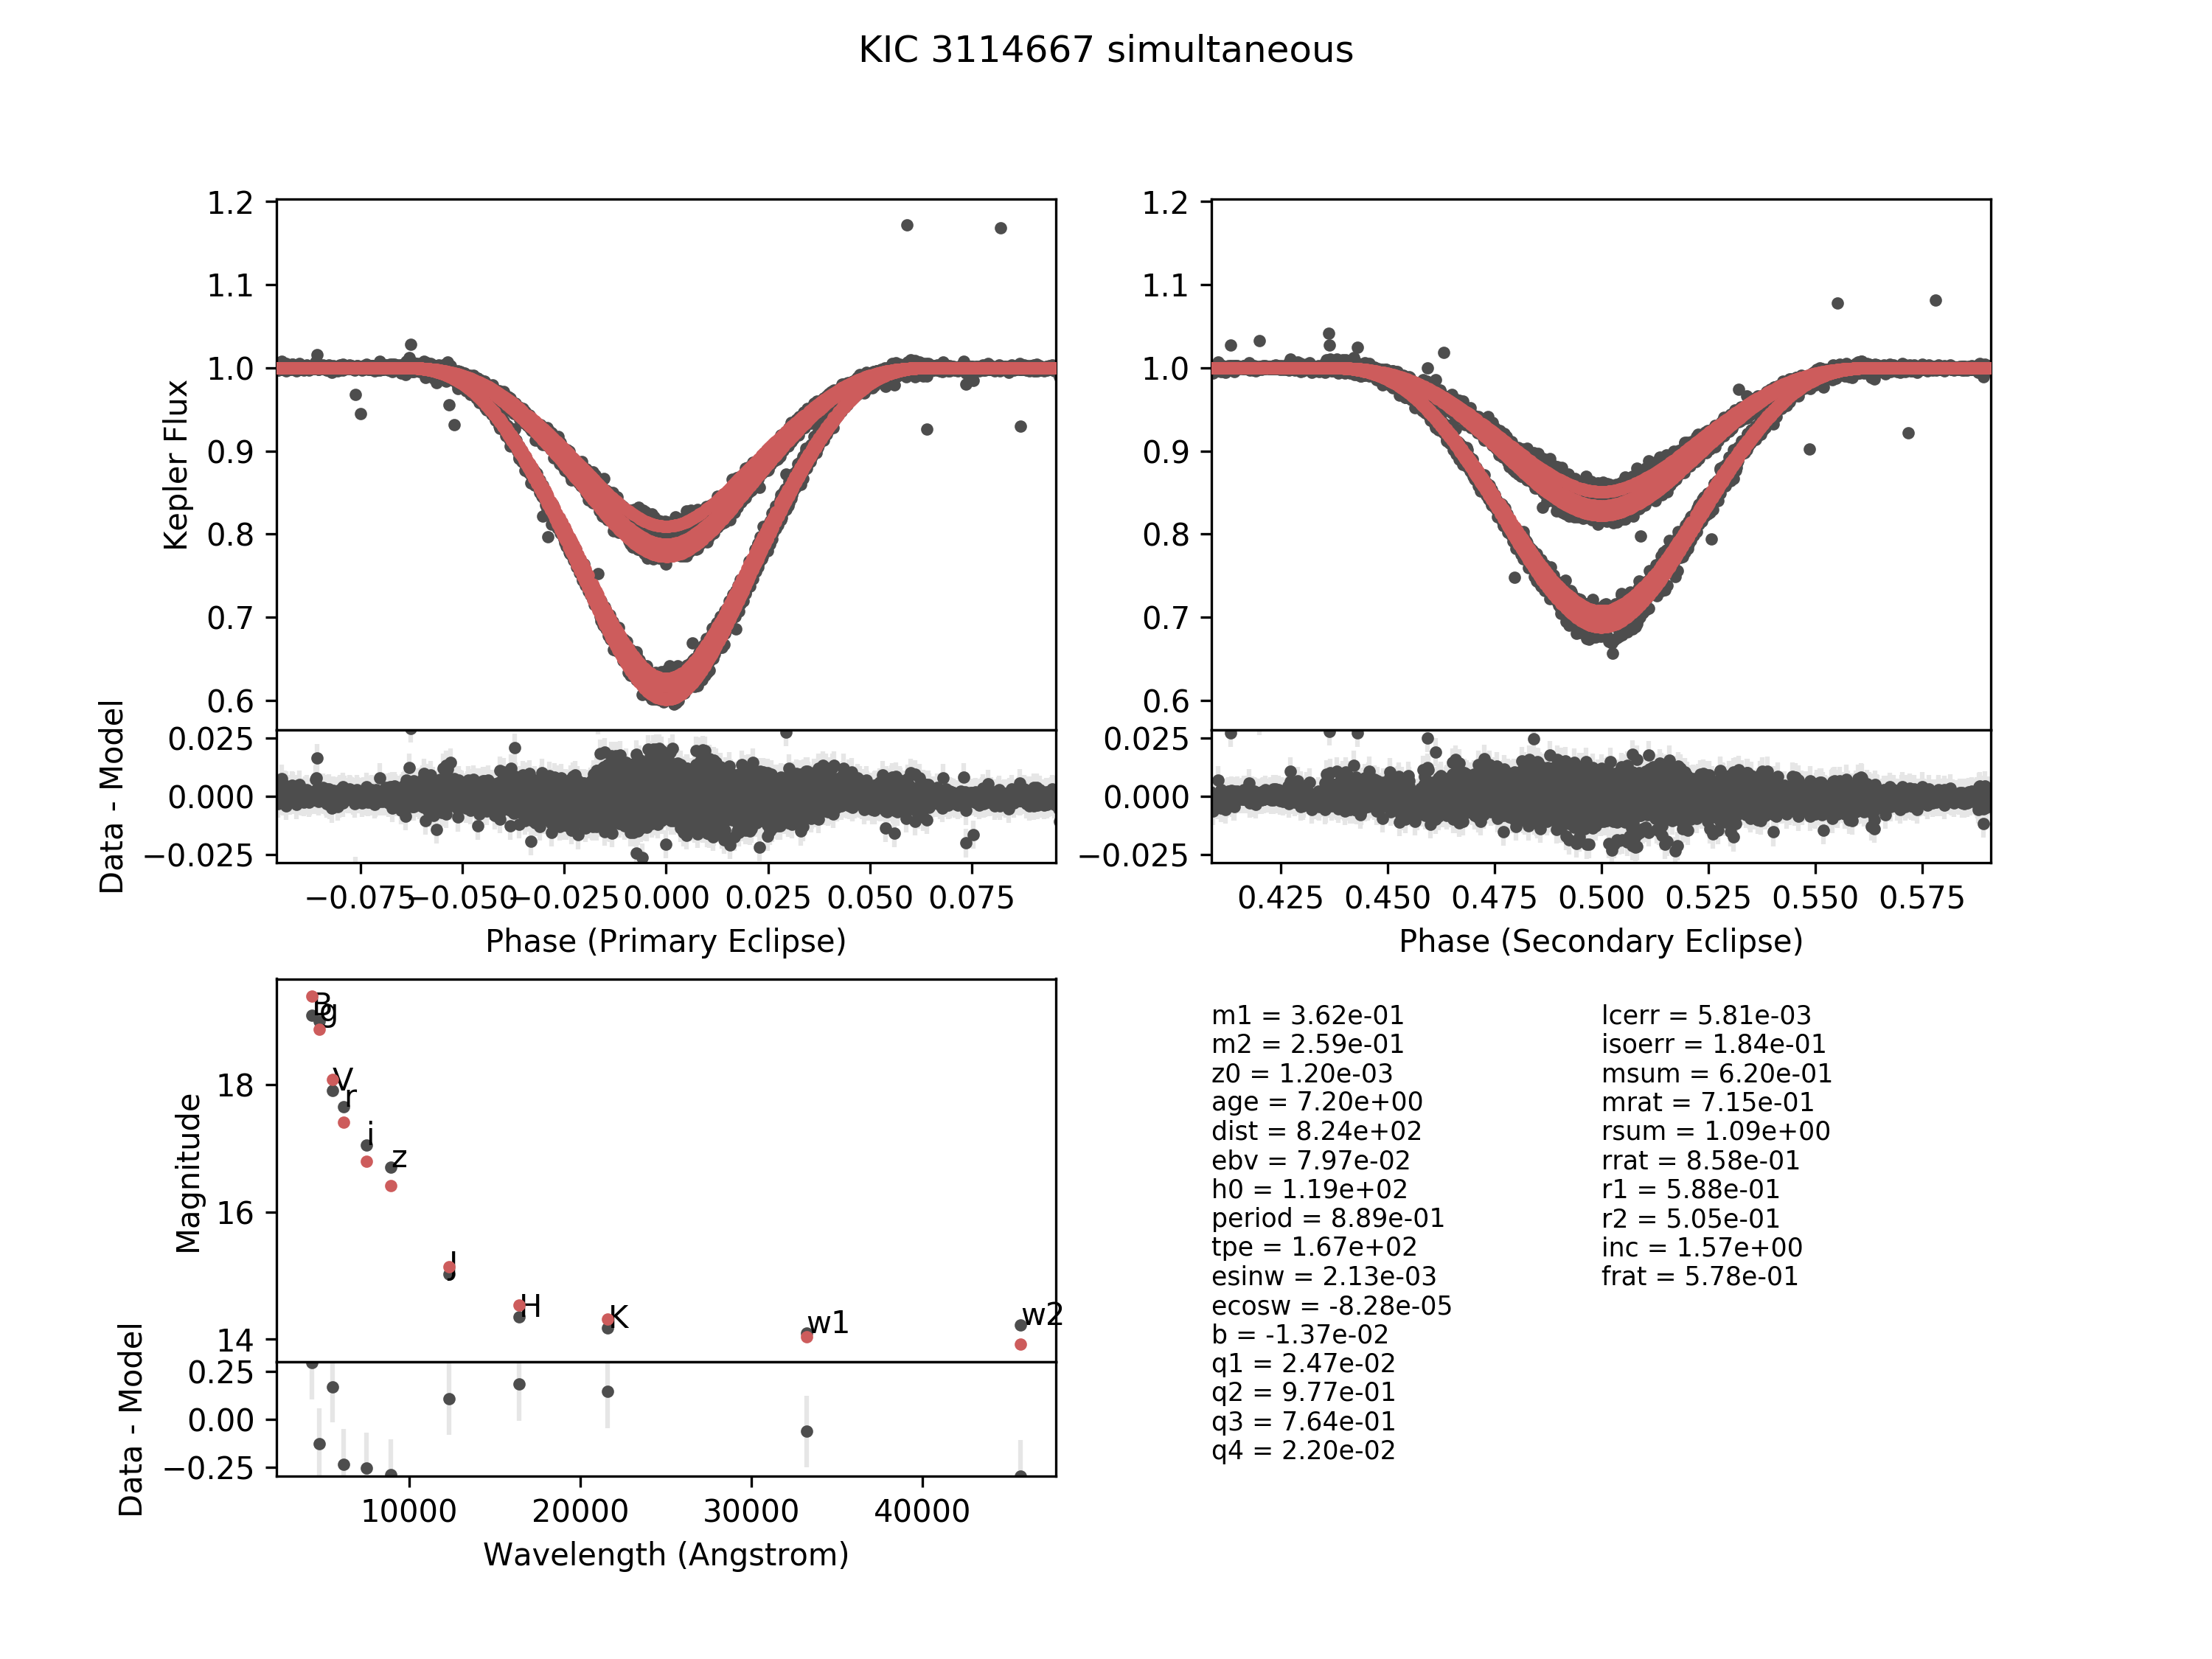 KIC 3114667 simultaneous
1.2
1.1
1.0
0.9
0.8
0.7
0.6
Kepler Flux
0.025
0.000
−0.025
Data - Model
−0.075
−0.050
−0.025
0.000
0.025
0.050
0.075
Phase (Primary Eclipse)
1.2
1.1
1.0
0.9
0.8
0.7
0.6
0.025
0.000
−0.025
0.425
0.450
0.475
0.500
0.525
0.550
0.575
Phase (Secondary Eclipse)
18
16
14
Magnitude
B
g
V
r
i
z
J
H
K
w1
w2
0.25
0.00
−0.25
Data - Model
10000
20000
30000
40000
Wavelength (Angstrom)
m1 = 3.62e-01
m2 = 2.59e-01
z0 = 1.20e-03
age = 7.20e+00
dist = 8.24e+02
ebv = 7.97e-02
h0 = 1.19e+02
period = 8.89e-01
tpe = 1.67e+02
esinw = 2.13e-03
ecosw = -8.28e-05
b = -1.37e-02
q1 = 2.47e-02
q2 = 9.77e-01
q3 = 7.64e-01
q4 = 2.20e-02
lcerr = 5.81e-03
isoerr = 1.84e-01
msum = 6.20e-01
mrat = 7.15e-01
rsum = 1.09e+00
rrat = 8.58e-01
r1 = 5.88e-01
r2 = 5.05e-01
inc = 1.57e+00
frat = 5.78e-01